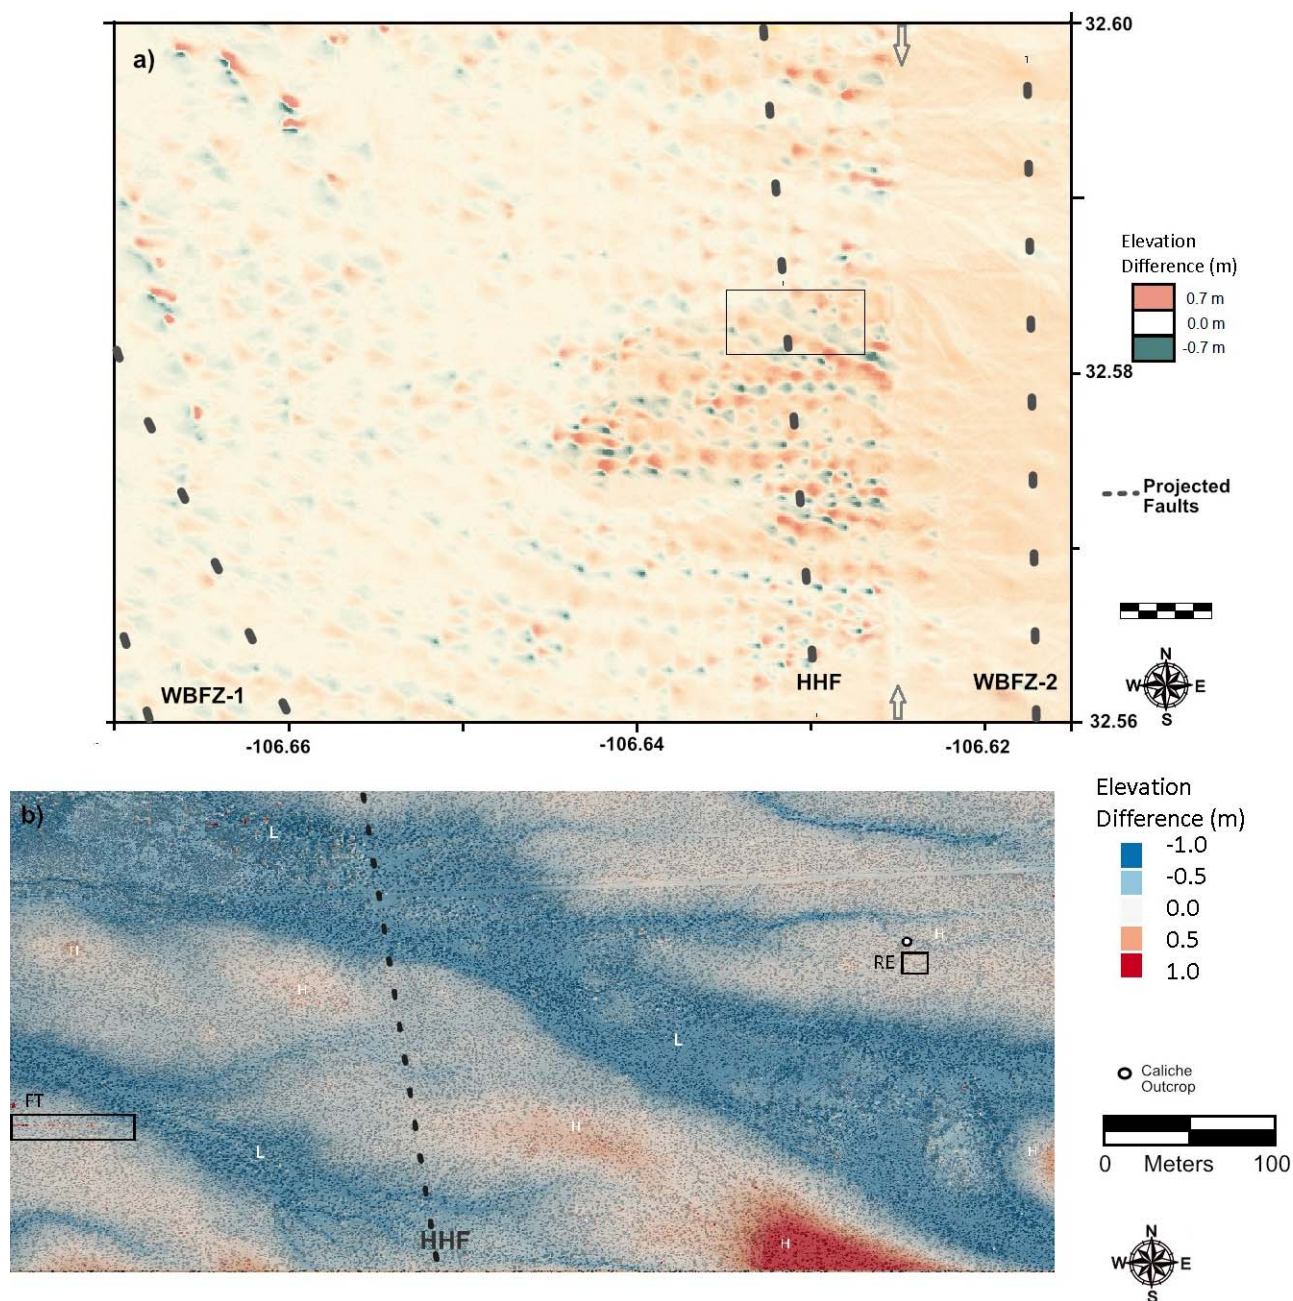 a)
32.60
Elevation
Difference (m)
0.7 m
0.0 m
-0.7 m
32.58
Projected
Faults
N
W E
S
WBFZ-1
HHF
WBFZ-2
32.56
-106.66
-106.64
-106.62
b)
Elevation
Difference (m)
-1.0
-0.5
0.0
0.5
1.0
L
H
H
RE
H
L
Caliche
Outcrop
FT
H
L
H
0 Meters 100
HHF
H
N
W E
S